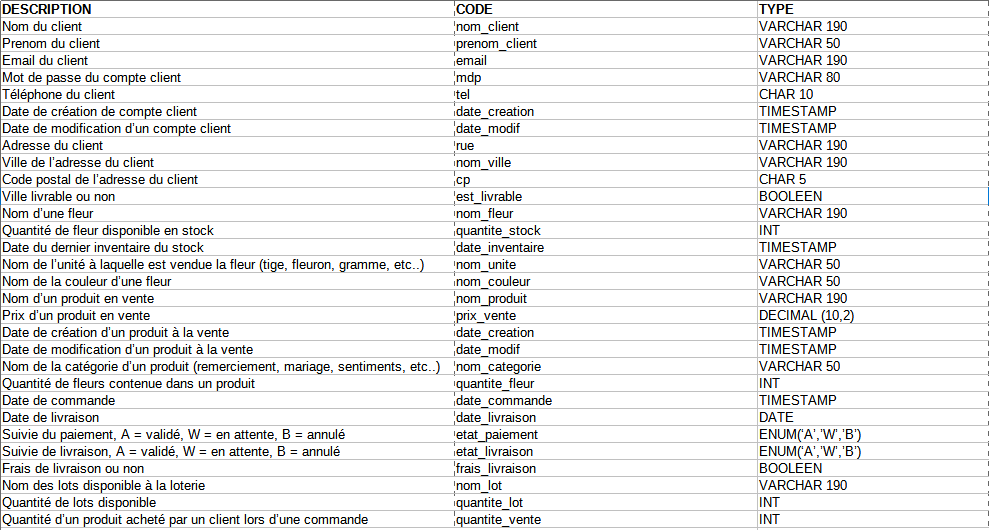 DESCRIPTION CODE TYPE
Nom du client nom_client VARCHAR 190
Prenom du client prenom_client VARCHAR 50
Email du client email VARCHAR 190
Mot de passe du compte client mdp VARCHAR 80
Téléphone du client tel CHAR 10
Date de création de compte client date_creation TIMESTAMP
Date de modification d’un compte client date_modif TIMESTAMP
Adresse du client rue VARCHAR 190
Ville de l’adresse du client nom_ville VARCHAR 190
Code postal de l’adresse du client cp CHAR 5
Ville livrable ou non est_livrable BOOLEEN
Nom d’une fleur nom_fleur VARCHAR 190
Quantité de fleur disponible en stock quantite_stock INT
Date du dernier inventaire du stock date_inventaire TIMESTAMP
Nom de l’unité à laquelle est vendue la fleur (tige, fleuron, gramme, etc..) nom_unite VARCHAR 50
Nom de la couleur d’une fleur nom_couleur VARCHAR 50
Nom d’un produit en vente nom_produit VARCHAR 190
Prix d’un produit en vente prix_vente DECIMAL (10,2)
Date de création d’un produit à la vente date_creation TIMESTAMP
Date de modification d’un produit à la vente date_modif TIMESTAMP
Nom de la catégorie d’un produit (remerciement, mariage, sentiments, etc..) nom_categorie VARCHAR 50
Quantité de fleurs contenue dans un produit quantite_fleur INT
Date de commande date_commande TIMESTAMP
Date de livraison date_livraison DATE
Suivie du paiement, A = validé, W = en attente, B = annulé etat_paiement ENUM(‘A’,’W’,’B’)
Suivie de livraison, A = validé, W = en attente, B = annulé etat_livraison ENUM(‘A’,’W’,’B’)
Frais de livraison ou non frais_livraison BOOLEEN
Nom des lots disponible à la loterie nom_lot VARCHAR 190
Quantité de lots disponible quantite_lot INT
Quantité d’un produit acheté par un client lors d’une commande quantite_vente INT